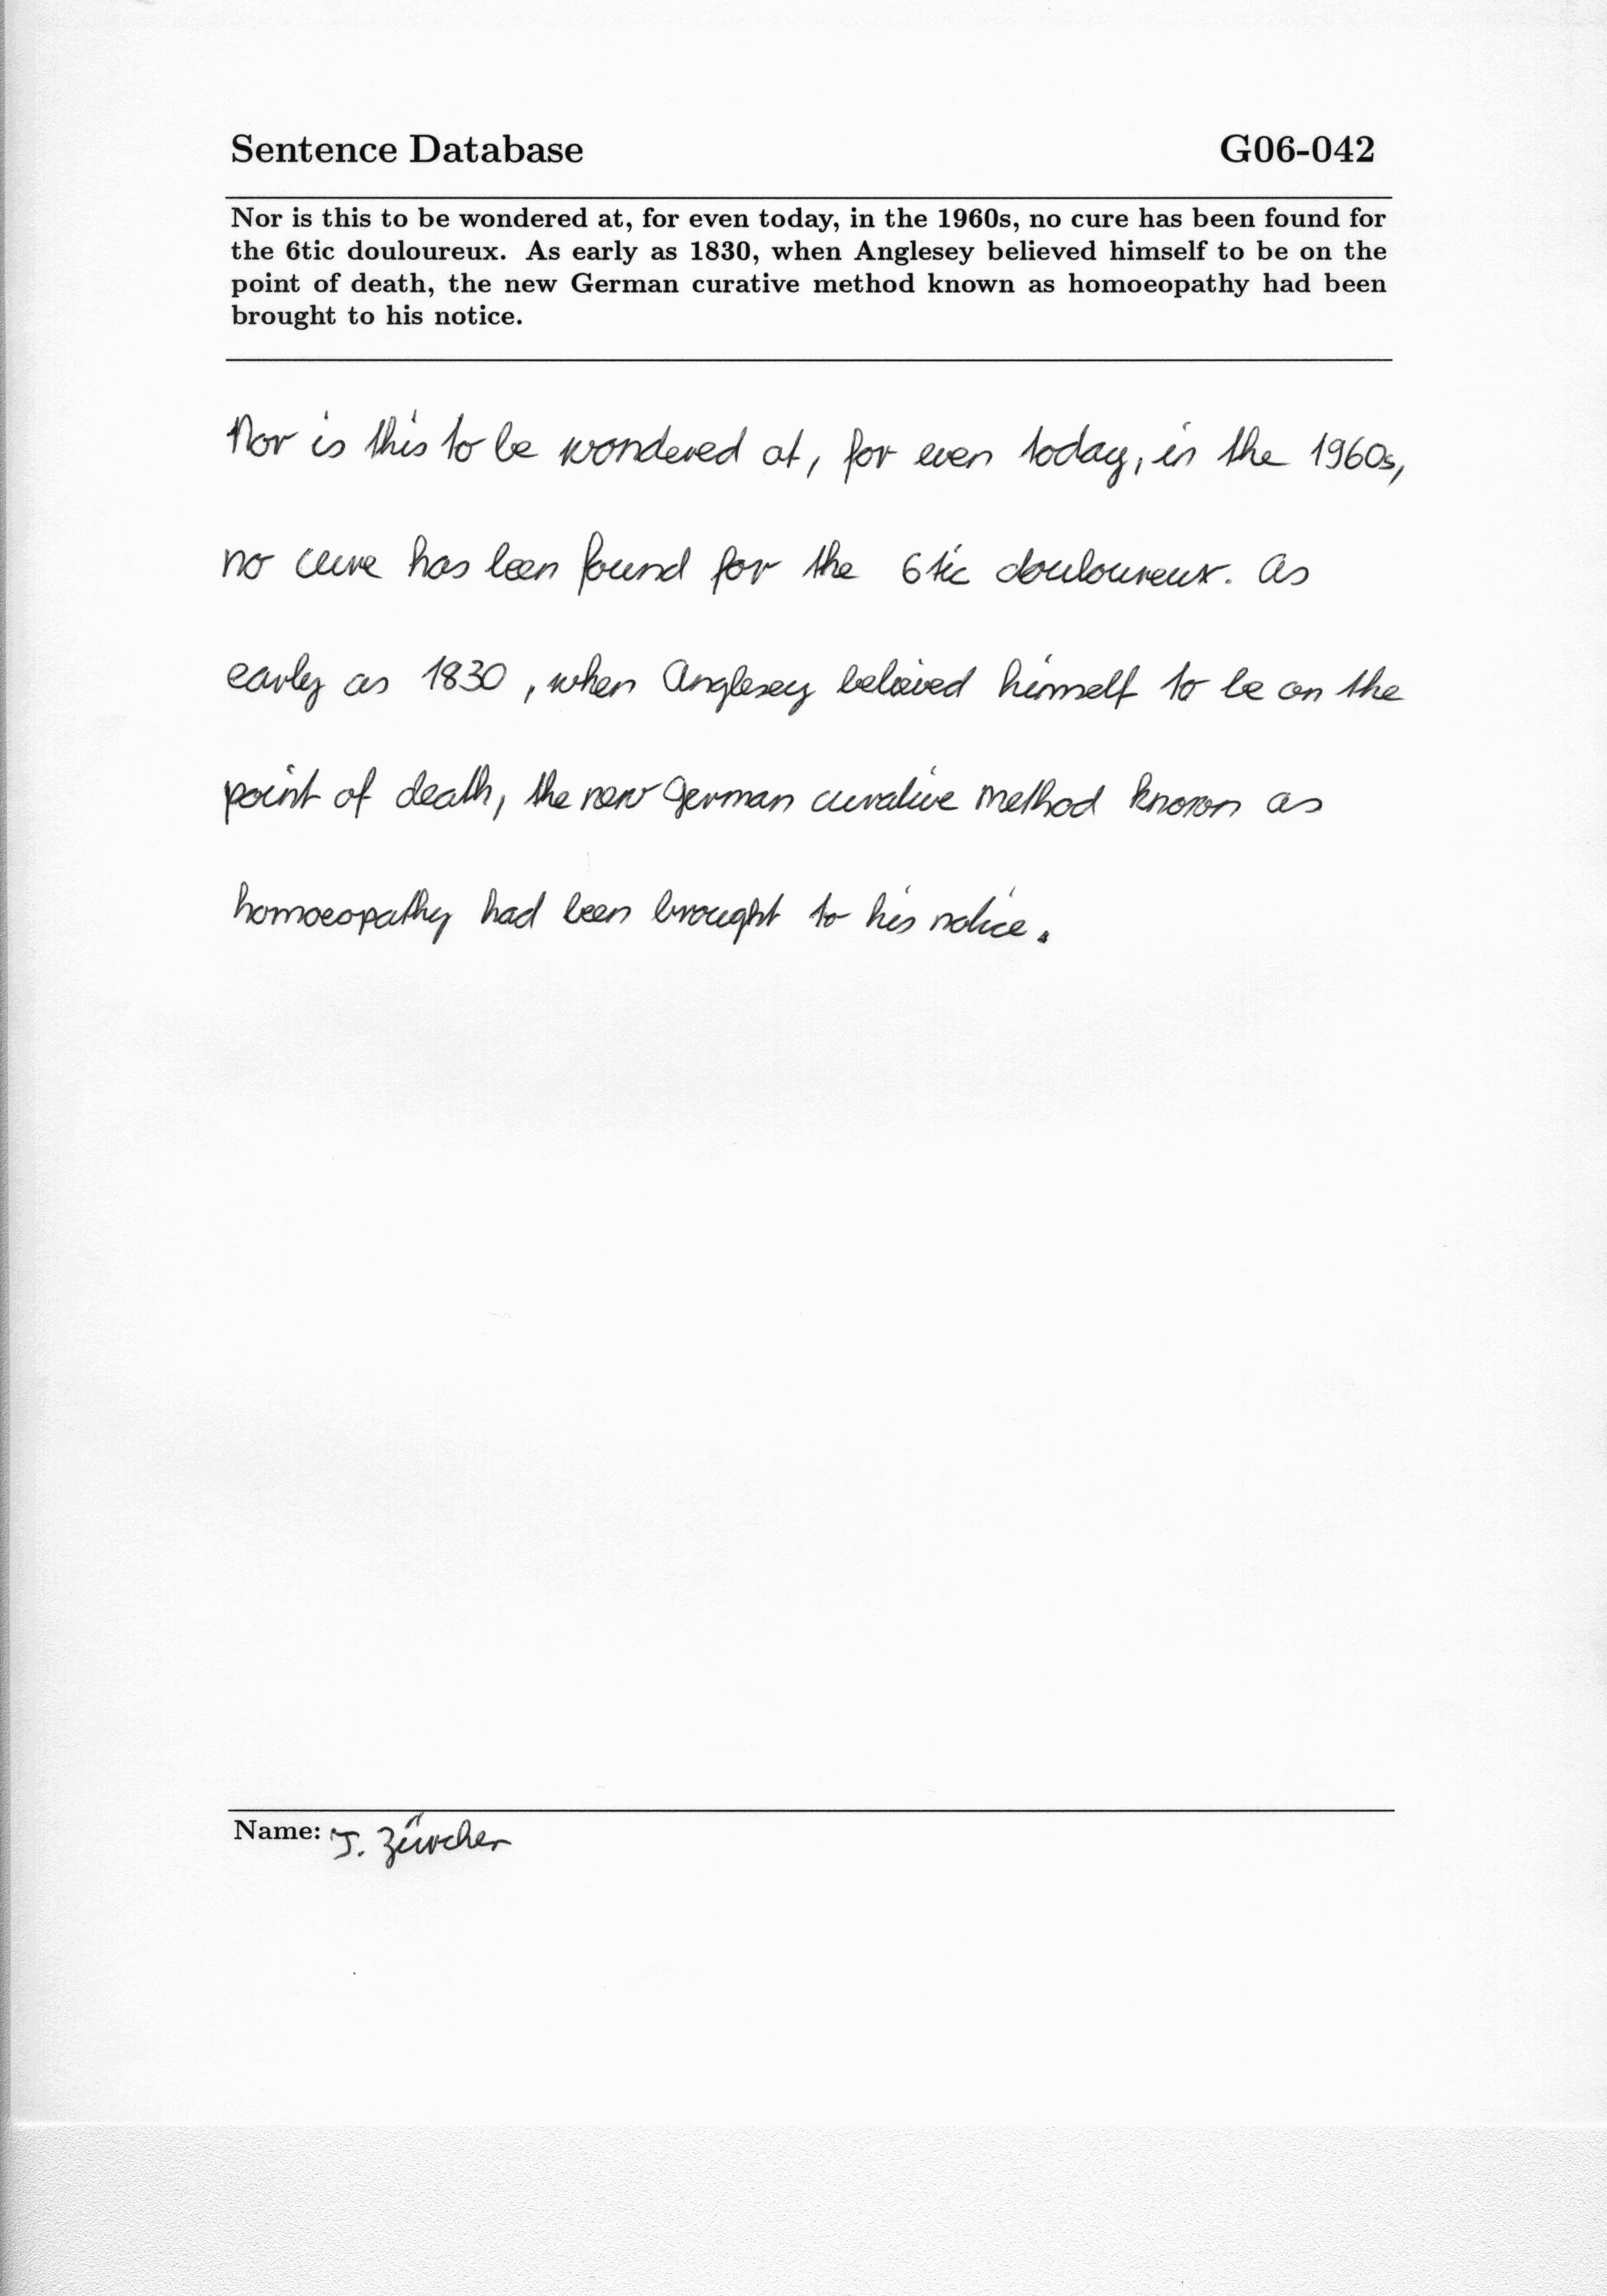 Sentence Database G06-042
Nor is this to be wondered at, for even today, in the 1960s, no cure has been found for
the 6tic douloureux. As early as 1830, when Anglesey believed himself to be on the
point of death, the new German curative method known as homoeopathy had been
brought to his notice.
Nor is this to be wondered at, for even today, in the 1960s,
no cure has been found for the 6tic douloureux. As
early as 1830, when Anglesey believed himself to be on the
point of death, the new German curative method known as
homoeopathy had been brought to his notice.
Name: J. Zürcher